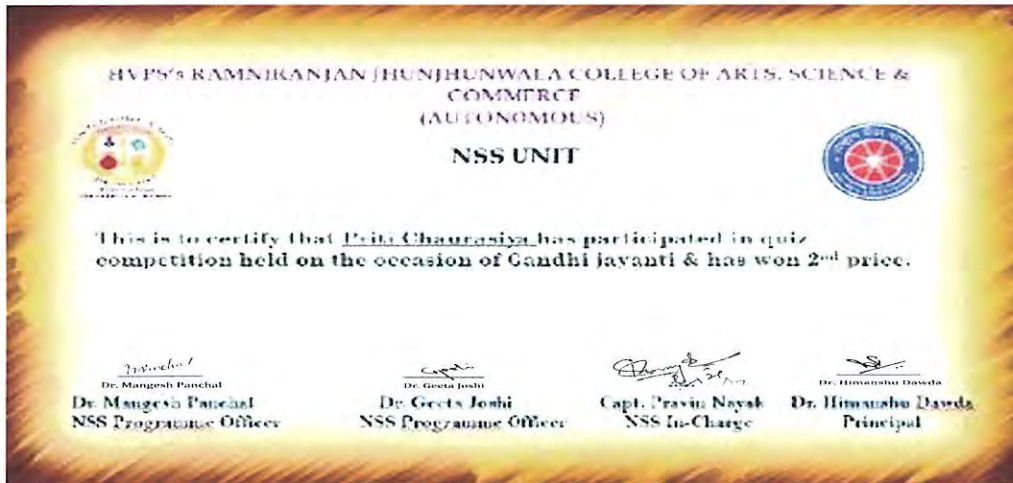 HVPS's RAMNIRANJAN JHUNJHUNWALA COLLEGE OF ARTS, SCIENCE &
COMMERCE
(AUTONOMOUS)
NSS UNIT
This is to certify that Priti Chaurasiya has participated in quiz
competition held on the occasion of Gandhi jayanti & has won 2nd price.
Dr. Mangesh Panchal Dr. Geeta Joshi Dr. Himanshu Dawda
Dr. Mangesh Panchal Dr. Geeta Joshi Capt. Pravin Nayak Dr. Himanshu Dawda
NSS Programme Officer NSS Programme Officer NSS In-Charge Principal